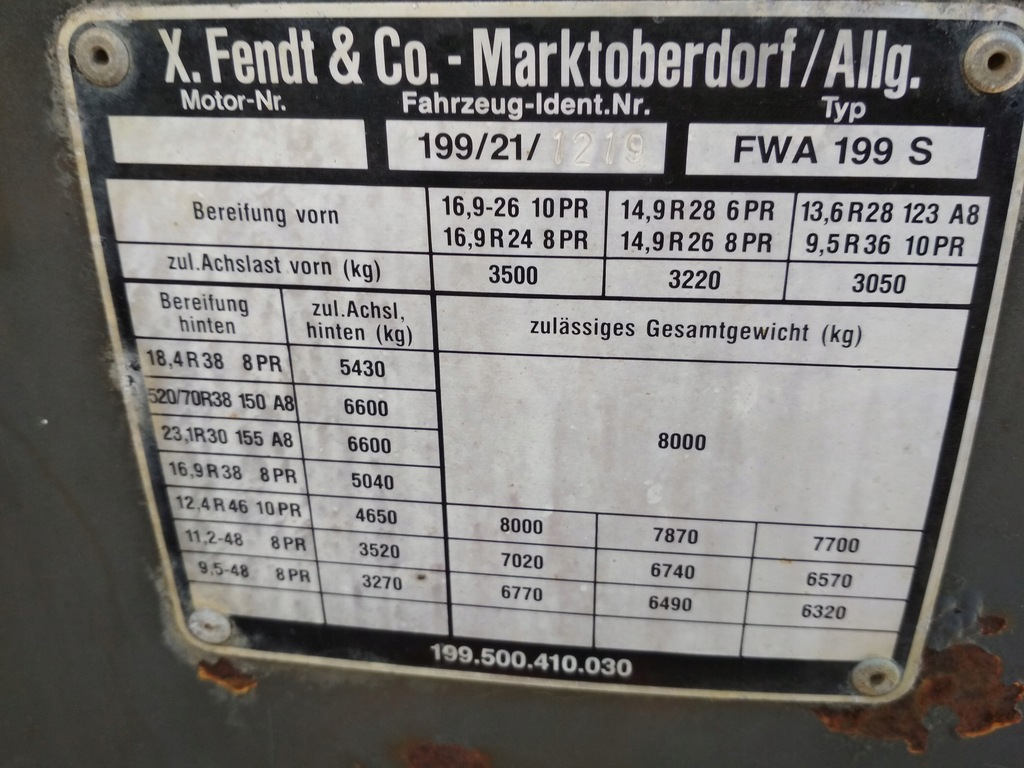 X. Fendt & Co. - Marktoberdorf/Allg.
Motor-Nr. Fahrzeug-Ident.Nr. Typ
199/21/1219 FWA 199 S
Bereifung vorn 16,9-26 10PR 14,9R28 6PR 13,6R28 123 A8
16,9R24 8PR 14,9R26 8PR 9,5R36 10PR
zul.Achslast vorn (kg) 3500 3220 3050
Bereifung hinten zul.Achsl, hinten (kg) zulässiges Gesamtgewicht (kg)
18,4R38 8PR 5430
520/70R38 150 A8 6600
23,1R30 155 A8 6600 8000
16,9R38 8PR 5040
12,4R46 10PR 4650 8000 7870 7700
11,2-48 8PR 3520 7020 6740 6570
9,5-48 8PR 3270 6770 6490 6320
199.500.410.030